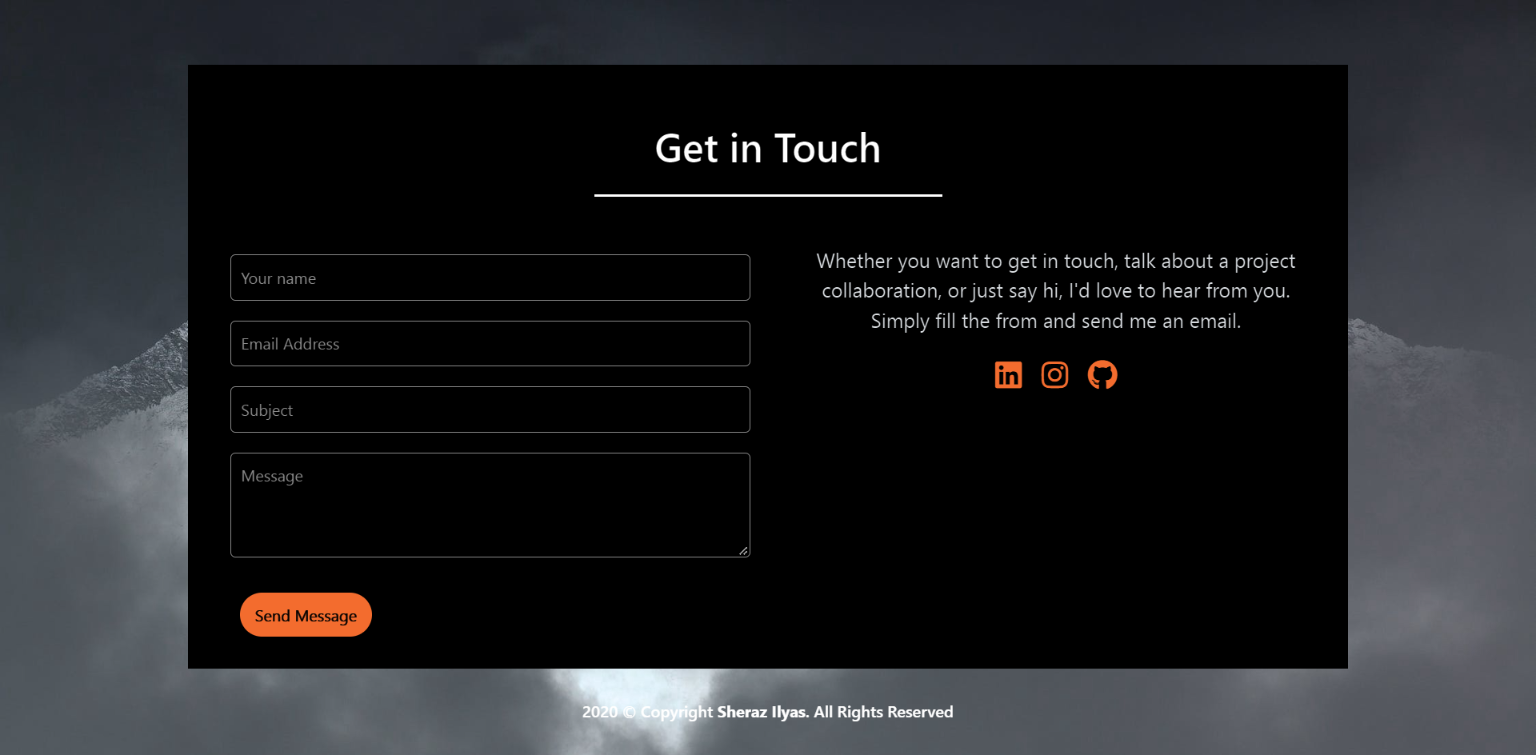 Get in Touch
Your name
Email Address
Subject
Message
Send Message
Whether you want to get in touch, talk about a project
collaboration, or just say hi, I'd love to hear from you.
Simply fill the from and send me an email.
2020 © Copyright Sheraz Ilyas. All Rights Reserved